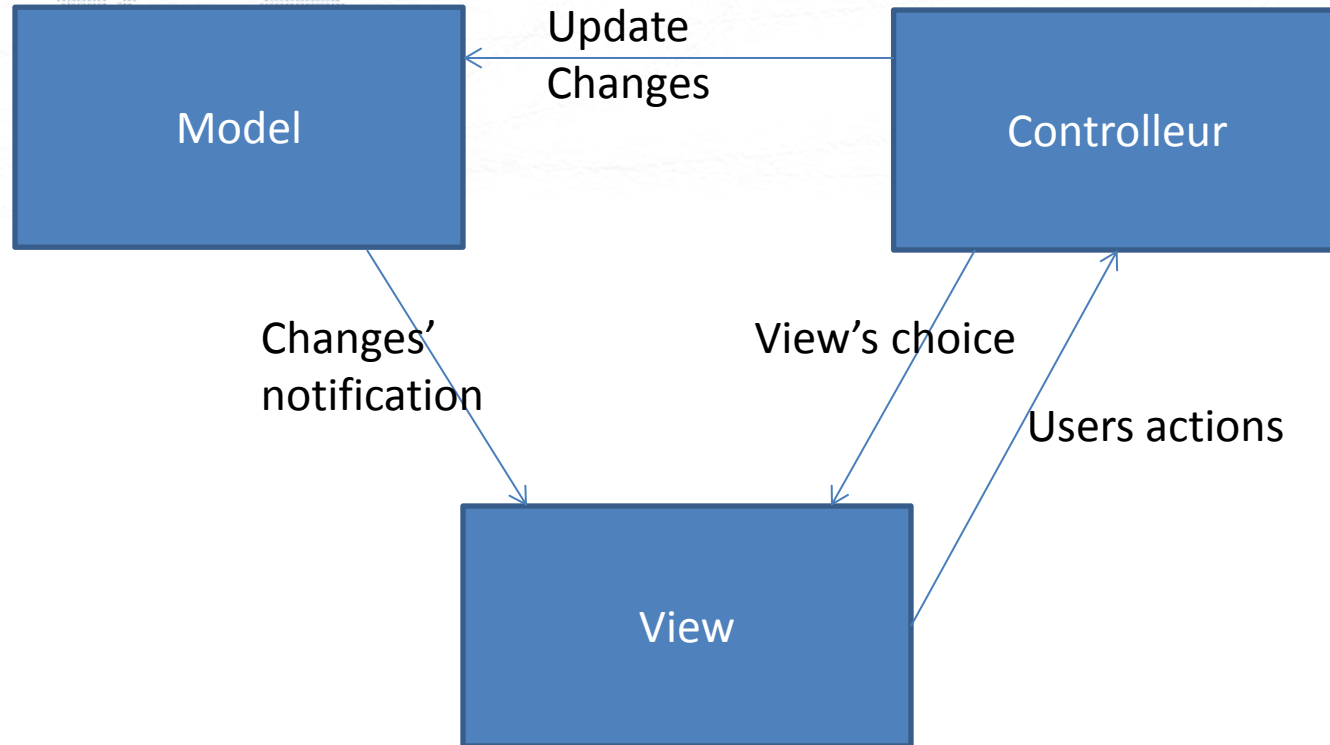 Update
Changes
Model
Controlleur
Changes’
notification
View’s choice
Users actions
View